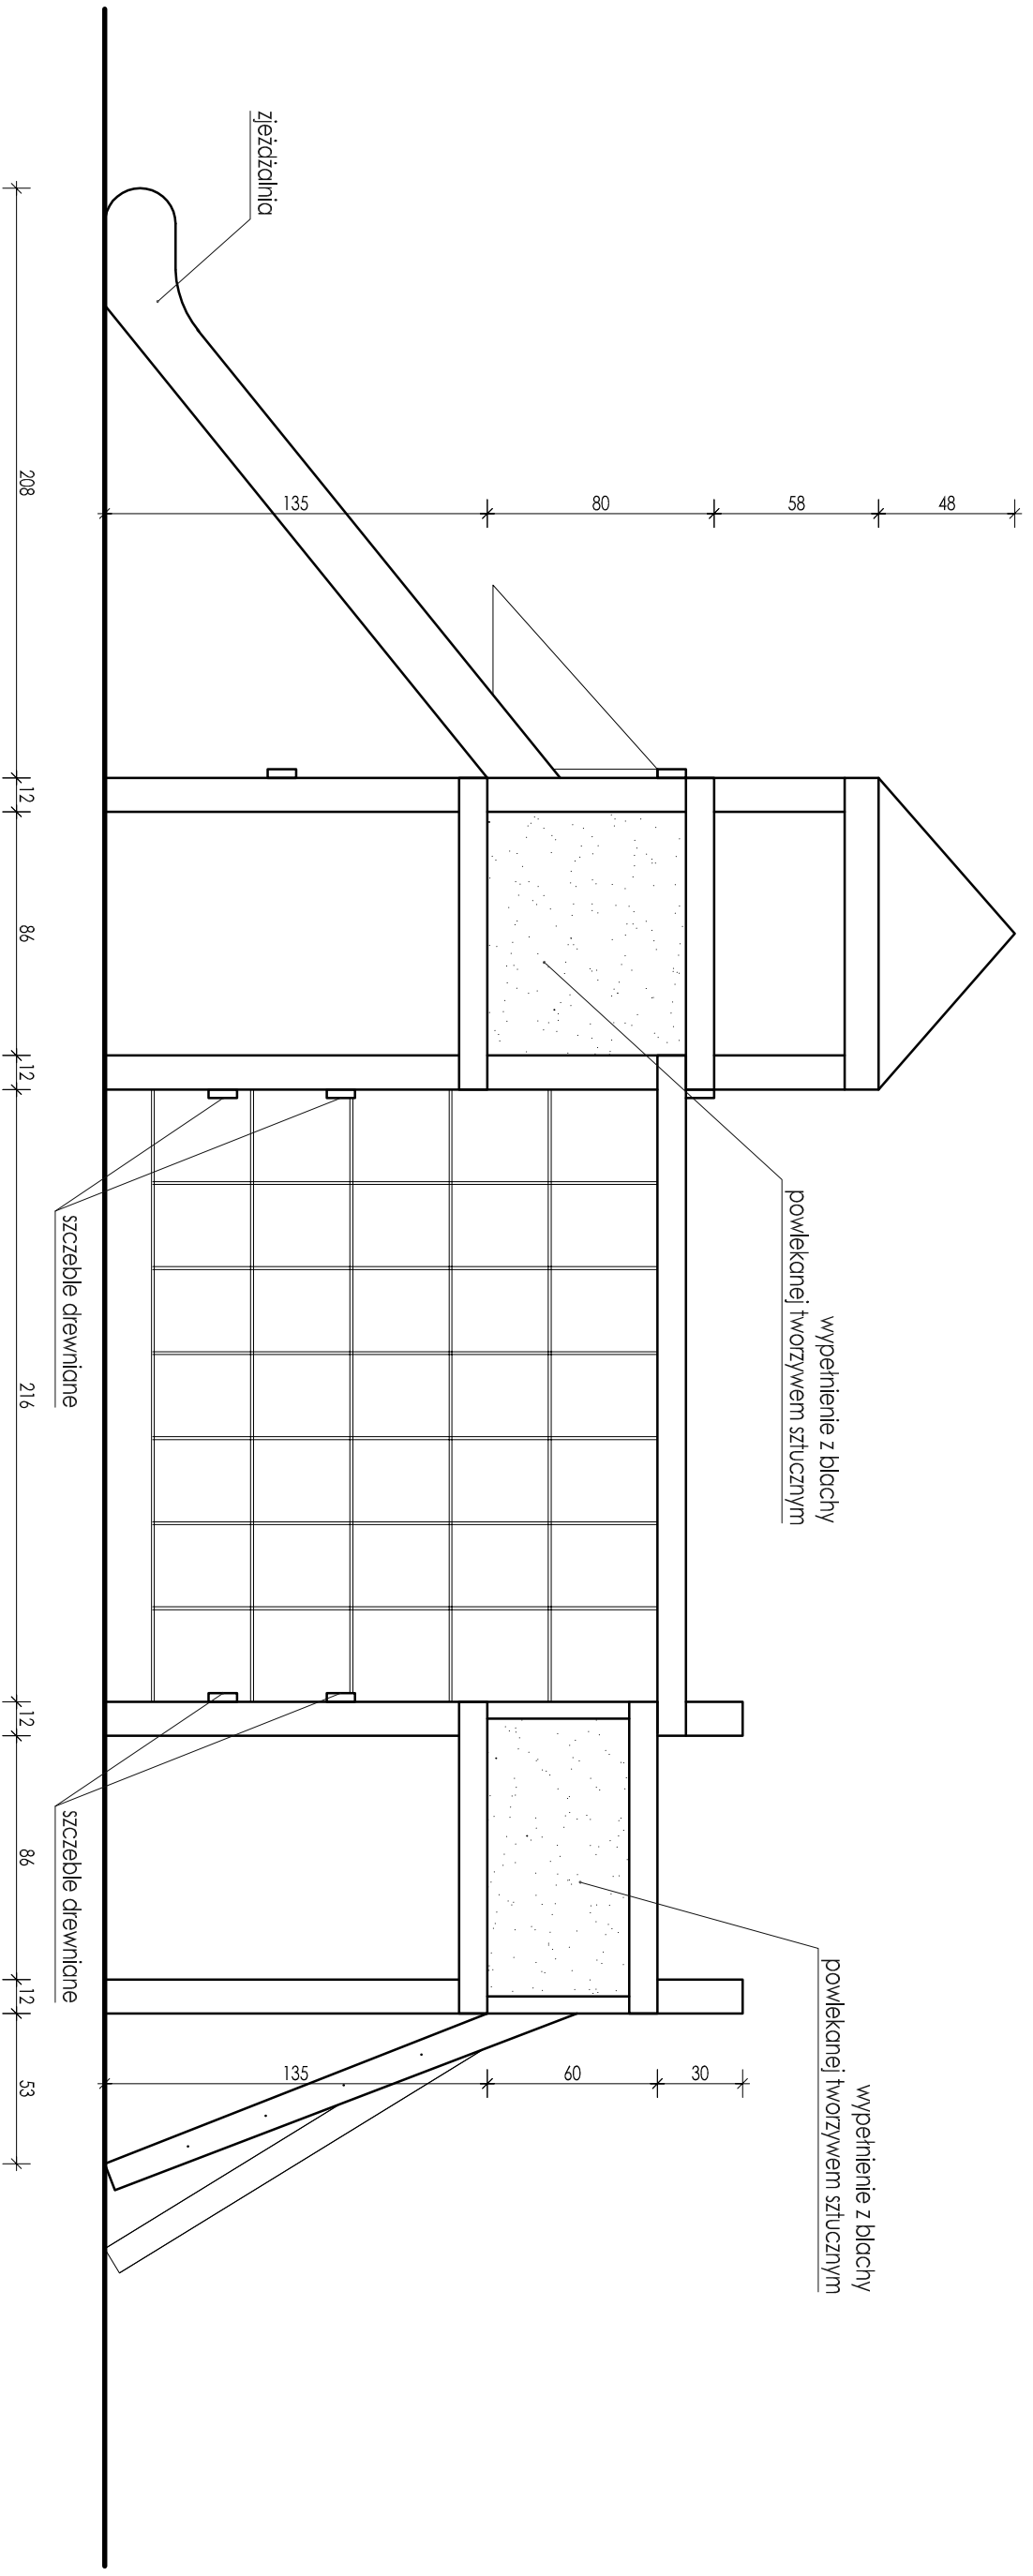 48
58
80
135
zjeżdżalnia
wypełnienie z blachy
powlekanej tworzywem sztucznym
wypełnienie z blachy
powlekanej tworzywem sztucznym
30
60
135
szczeble drewniane
szczeble drewniane
208
12
86
12
216
12
86
12
53